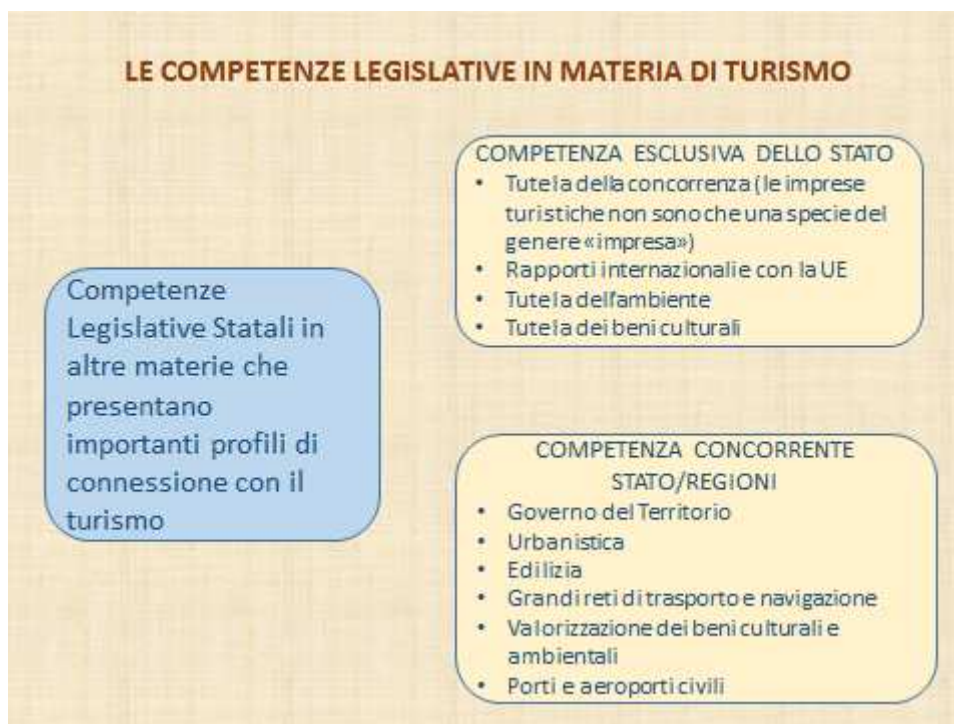 LE COMPETENZE LEGISLATIVE IN MATERIA DI TURISMO
Competenze
Legislative Statali in
altre materie che
presentano
importanti profili di
connessione con il
turismo
COMPETENZA ESCLUSIVA DELLO STATO
• Tutela della concorrenza (le imprese
turistiche non sono che una specie del
genere «impresa»)
• Rapporti internazionali e con la UE
• Tutela dell'ambiente
• Tutela dei beni culturali
COMPETENZA CONCORRENTE
STATO/REGIONI
• Governo del Territorio
• Urbanistica
• Edilizia
• Grandi reti di trasporto e navigazione
• Valorizzazione dei beni culturali e
ambientali
• Porti e aeroporti civili